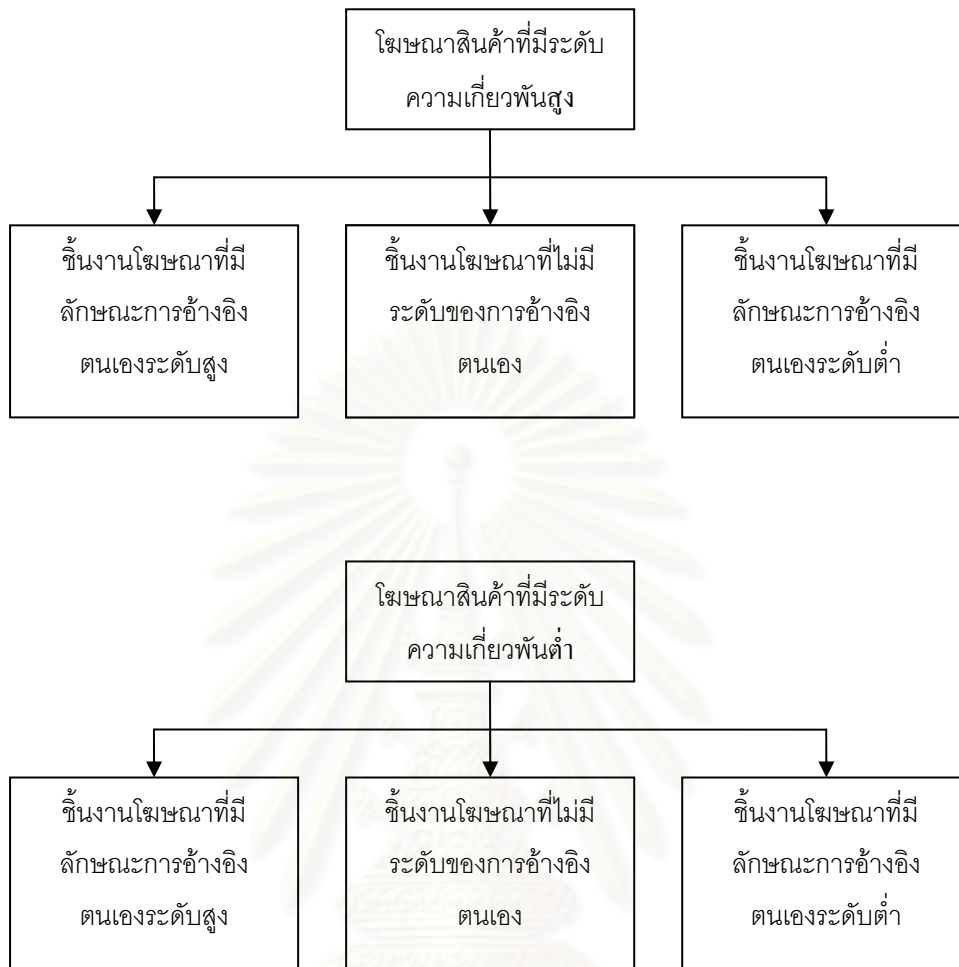 โฆษณาสินค้าที่มีระดับ
ความเกี่ยวพันสูง
ชิ้นงานโฆษณาที่มี
ลักษณะการอ้างอิง
ตนเองระดับสูง
ชิ้นงานโฆษณาที่ไม่มี
ระดับของการอ้างอิง
ตนเอง
ชิ้นงานโฆษณาที่มี
ลักษณะการอ้างอิง
ตนเองระดับต่ำ
โฆษณาสินค้าที่มีระดับ
ความเกี่ยวพันต่ำ
ชิ้นงานโฆษณาที่มี
ลักษณะการอ้างอิง
ตนเองระดับสูง
ชิ้นงานโฆษณาที่ไม่มี
ระดับของการอ้างอิง
ตนเอง
ชิ้นงานโฆษณาที่มี
ลักษณะการอ้างอิง
ตนเองระดับต่ำ